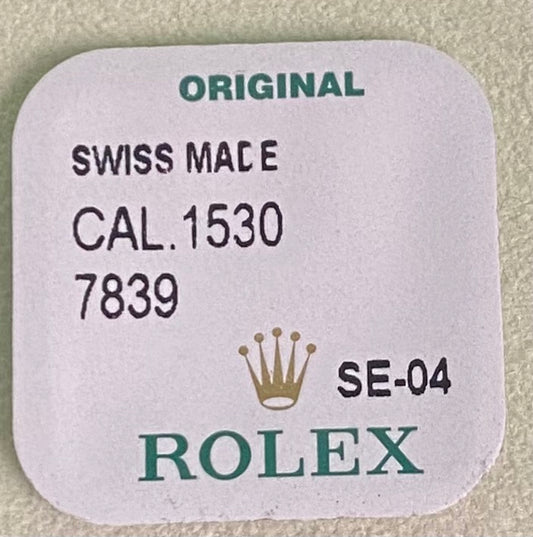 ORIGINAL
SWISS MADE
CAL.1530
7839
SE-04
ROLEX